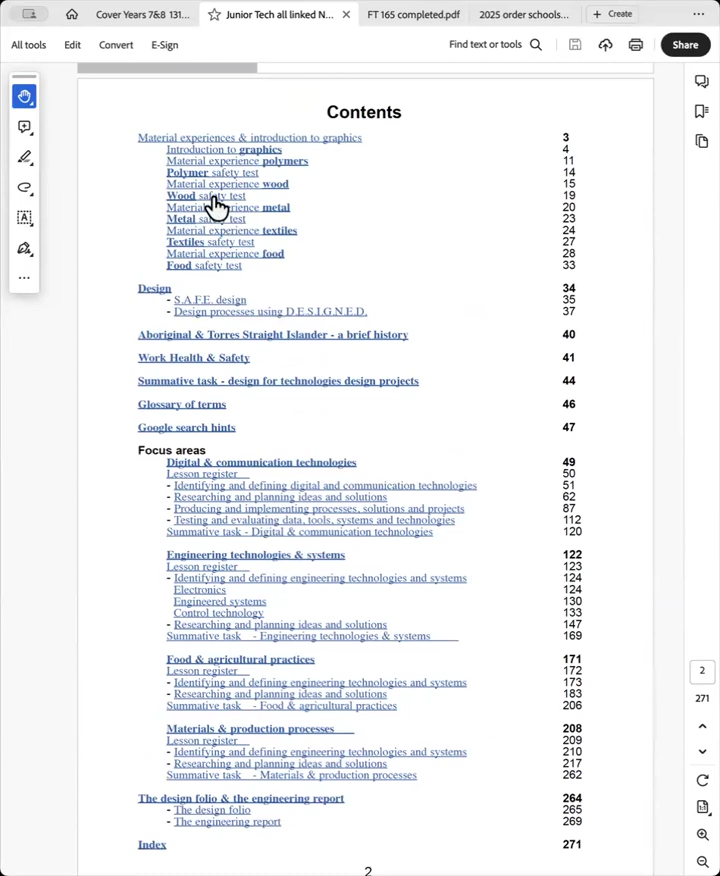 Cover Years 7&8 131...
Junior Tech all linked N...
FT 165 completed.pdf
2025 order schools...
+ Create
All tools
Edit
Convert
E-Sign
Find text or tools
Share
Contents
Material experiences & introduction to graphics 3
Introduction to graphics 4
Material experience polymers 11
Polymer safety test 14
Material experience wood 15
Wood safety test 19
Material experience metal 20
Metal safety test 23
Material experience textiles 24
Textiles safety test 27
Material experience food 28
Food safety test 33
Design 34
- S.A.F.E. design 35
- Design processes using D.E.S.I.G.N.E.D. 37
Aboriginal & Torres Straight Islander - a brief history 40
Work Health & Safety 41
Summative task - design for technologies design projects 44
Glossary of terms 46
Google search hints 47
Focus areas
Digital & communication technologies 49
Lesson register 50
- Identifying and defining digital and communication technologies 51
- Researching and planning ideas and solutions 62
- Producing and implementing processes, solutions and projects 87
- Testing and evaluating data, tools, systems and technologies 112
Summative task - Digital & communication technologies 120
Engineering technologies & systems 122
Lesson register 123
- Identifying and defining engineering technologies and systems 124
Electronics 124
Engineered systems 130
Control technology 133
- Researching and planning ideas and solutions 147
Summative task - Engineering technologies & systems 169
Food & agricultural practices 171
Lesson register 172
- Identifying and defining engineering technologies and systems 173
- Researching and planning ideas and solutions 183
Summative task - Food & agricultural practices 206
Materials & production processes 208
Lesson register 209
- Identifying and defining engineering technologies and systems 210
- Researching and planning ideas and solutions 217
Summative task - Materials & production processes 262
The design folio & the engineering report 264
- The design folio 265
- The engineering report 269
Index 271
2
2
271